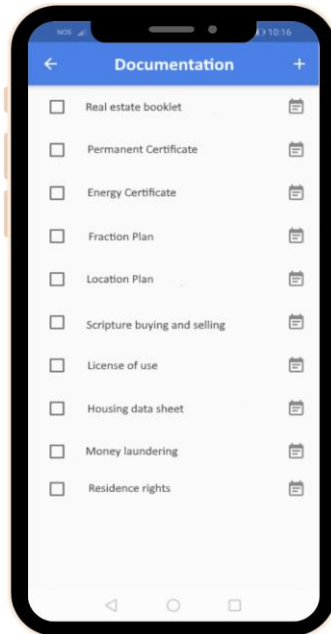 NOS 10:16
Documentation
Real estate booklet
Permanent Certificate
Energy Certificate
Fraction Plan
Location Plan
Scripture buying and selling
License of use
Housing data sheet
Money laundering
Residence rights